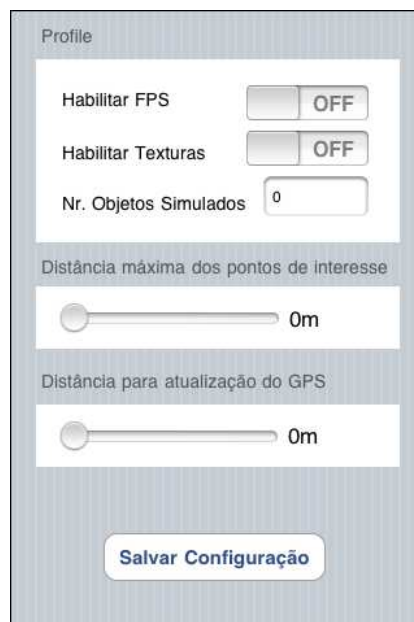 Profile
Habilitar FPS OFF
Habilitar Texturas OFF
Nr. Objetos Simulados 0
Distância máxima dos pontos de interesse
0m
Distância para atualização do GPS
0m
Salvar Configuração